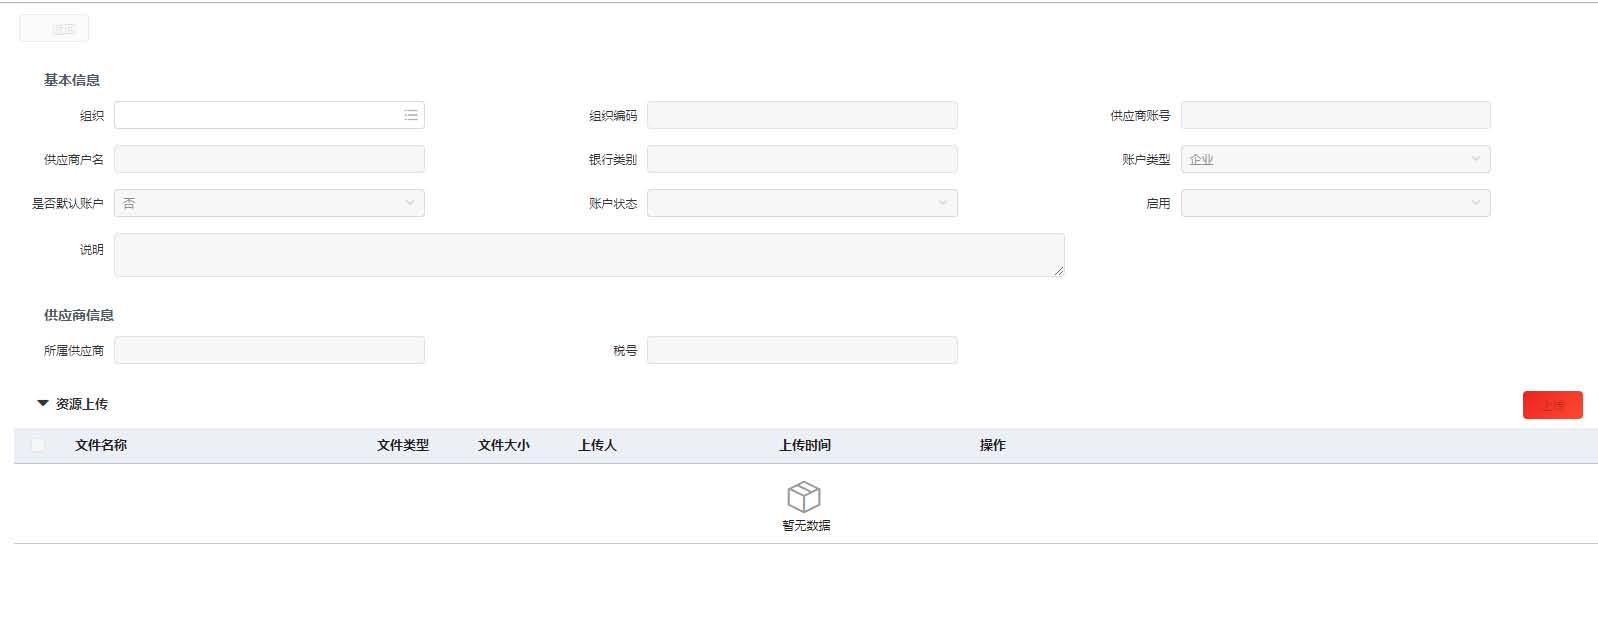 返回
基本信息
组织 组织编码 供应商账号
供应商户名 银行类别 账户类型 企业
是否默认账户 否 账户状态 启用
说明
供应商信息
所属供应商 税号
资源上传 上传
文件名称 文件类型 文件大小 上传人 上传时间 操作
暂无数据